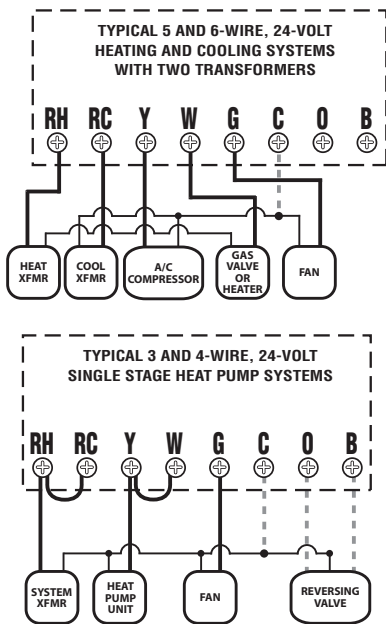 TYPICAL 5 AND 6-WIRE, 24-VOLT
HEATING AND COOLING SYSTEMS
WITH TWO TRANSFORMERS
RH RC Y W G C O B
HEAT
XFMR
COOL
XFMR
A/C
COMPRESSOR
GAS
VALVE
OR
HEATER
FAN
TYPICAL 3 AND 4-WIRE, 24-VOLT
SINGLE STAGE HEAT PUMP SYSTEMS
RH RC Y W G C O B
SYSTEM
XFMR
HEAT
PUMP
UNIT
FAN
REVERSING
VALVE